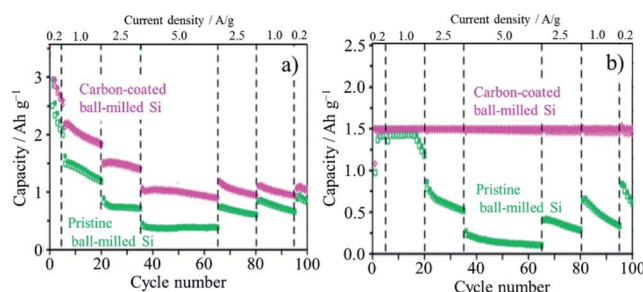 Current density / A/g
0.2 1.0 2.5 5.0 2.5 1.0 0.2
a)
Carbon-coated
ball-milled Si
Pristine
ball-milled Si
Capacity / Ah g⁻¹
3
2
1
0
0 20 40 60 80 100
Cycle number
Current density / A/g
0.2 1.0 2.5 5.0 2.5 1.0 0.2
b)
Carbon-coated
ball-milled Si
Pristine
ball-milled Si
Capacity / Ah g⁻¹
2.5
2.0
1.5
1.0
0.5
0
0 20 40 60 80 100
Cycle number